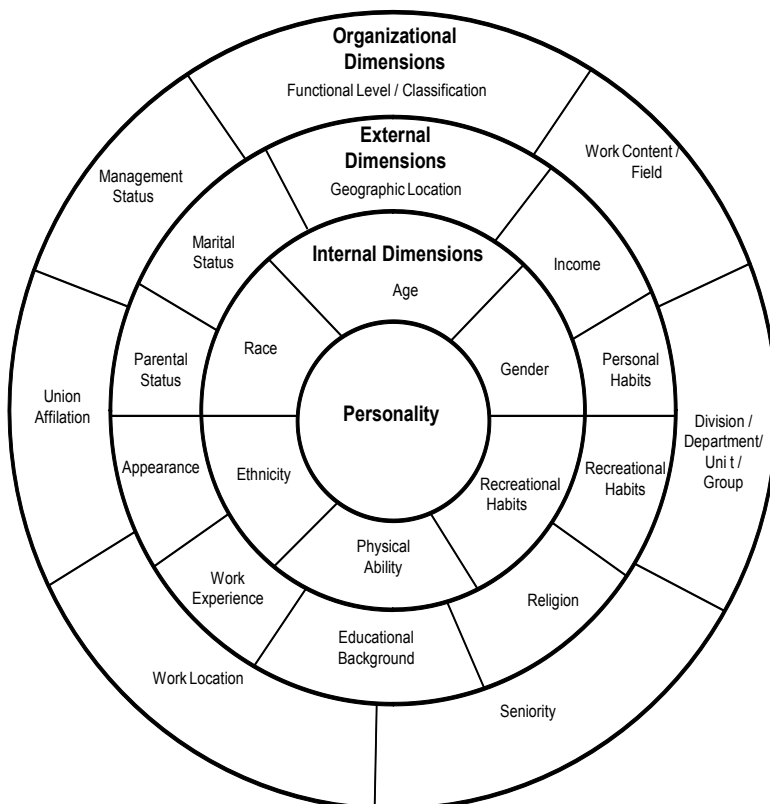 Organizational
Dimensions
Functional Level / Classification
External
Dimensions
Geographic Location
Internal Dimensions
Age
Personality
Management
Status
Work Content /
Field
Marital
Status
Income
Race
Gender
Parental
Status
Personal
Habits
Union
Affilation
Division /
Department/
Uni t /
Group
Appearance
Ethnicity
Recreational
Habits
Recreational
Habits
Physical
Ability
Work
Experience
Religion
Educational
Background
Work Location
Seniority